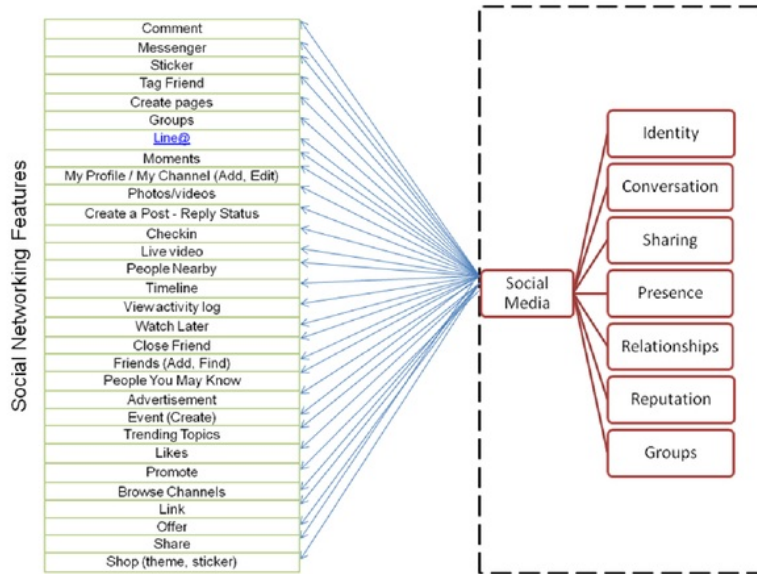 Social Networking Features
Comment
Messenger
Sticker
Tag Friend
Create pages
Groups
Line@
Moments
My Profile / My Channel (Add, Edit)
Photos/videos
Create a Post - Reply Status
Checkin
Live video
People Nearby
Timeline
View activity log
Watch Later
Close Friend
Friends (Add, Find)
People You May Know
Advertisement
Event (Create)
Trending Topics
Likes
Promote
Browse Channels
Link
Offer
Share
Shop (theme, sticker)
Social
Media
Identity
Conversation
Sharing
Presence
Relationships
Reputation
Groups